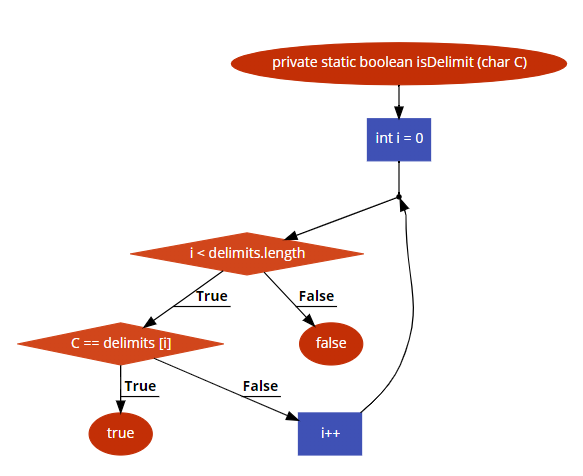 private static boolean isDelimit (char C)
int i = 0
i < delimits.length
True
False
C == delimits [i]
false
True
False
true
i++